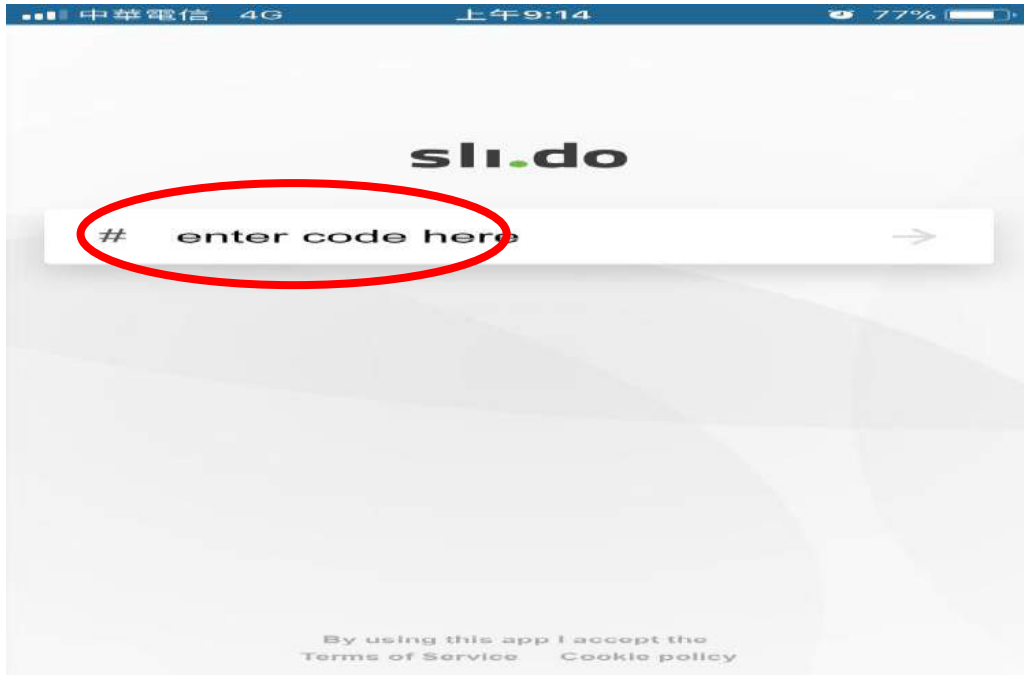 中華電信 4G 上午9:14 77%
sli.do
# enter code here →
By using this app I accept the
Terms of Service Cookie policy